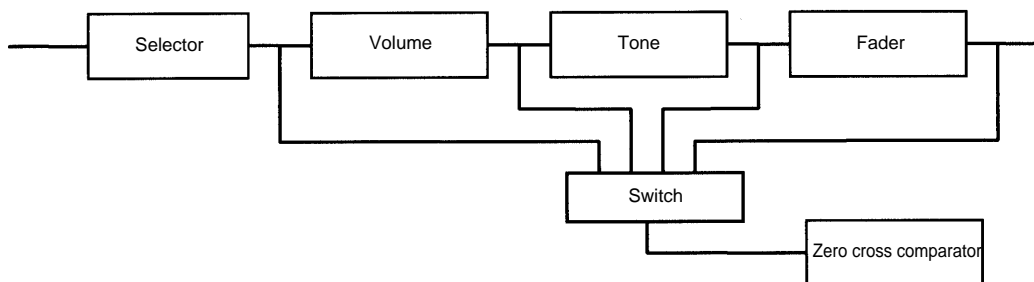 Selector
Volume
Tone
Fader
Switch
Zero cross comparator